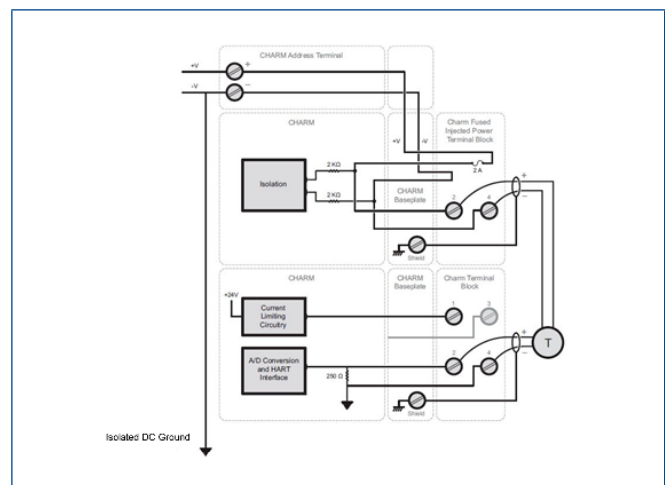 CHARM Address Terminal
+V
+
-V
−
CHARM
Charm Fused
Injected Power
Terminal Block
+V
-V
2 KΩ
2 A
Isolation
2 KΩ
CHARM
Baseplate
2
4
+
−
Shield
CHARM
CHARM
Baseplate
Charm Terminal
Block
+24V
Current
Limiting
Circuitry
1
3
+
T
A/D Conversion
and HART
Interface
250 Ω
2
4
−
Shield
Isolated DC Ground